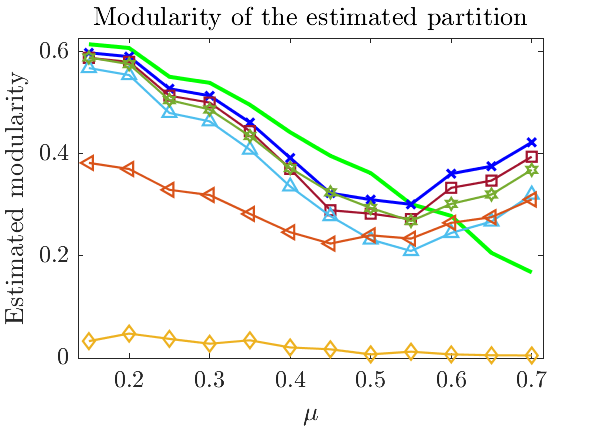 Modularity of the estimated partition
Estimated modularity
0.6
0.4
0.2
0
0.2 0.3 0.4 0.5 0.6 0.7
μ